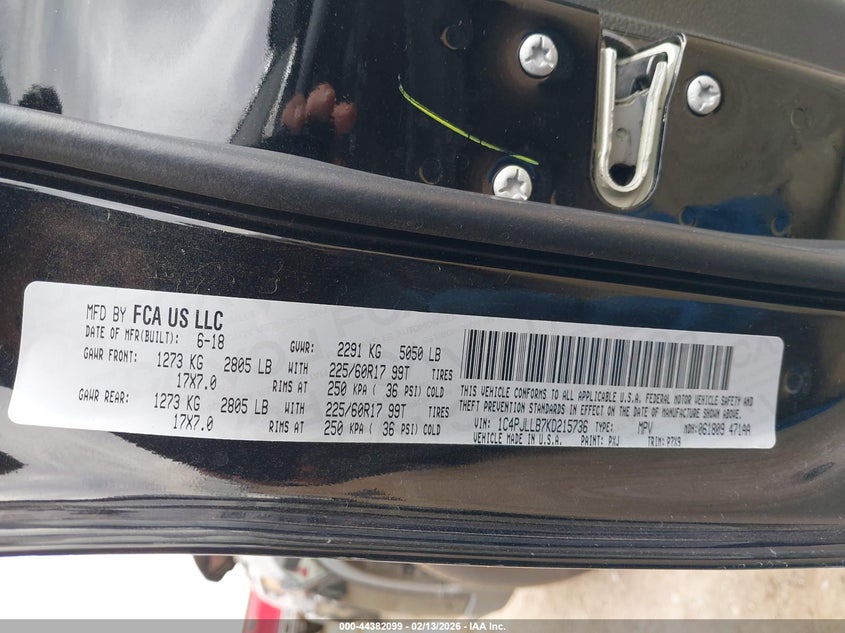 MFD BY FCA US LLC
DATE OF MFR(BUILT): 6-18 GVWR: 2291 KG 5050 LB
GAWR FRONT: 1273 KG 2805 LB WITH 225/60R17 99T TIRES
17X7.0 RIMS AT 250 KPA ( 36 PSI) COLD
GAWR REAR: 1273 KG 2805 LB WITH 225/60R17 99T TIRES
17X7.0 RIMS AT 250 KPA ( 36 PSI) COLD
THIS VEHICLE CONFORMS TO ALL APPLICABLE U.S.A. FEDERAL MOTOR VEHICLE SAFETY AND
THEFT PREVENTION STANDARDS IN EFFECT ON THE DATE OF MANUFACTURE SHOWN ABOVE.
VIN: 1C4PJLLB7KD215736 TYPE: MPV MDH: 061809 471AA
VEHICLE MADE IN U.S.A. PAINT: PXJ TRIM: P7X9
000-44382099 - 02/13/2026 - IAA Inc.